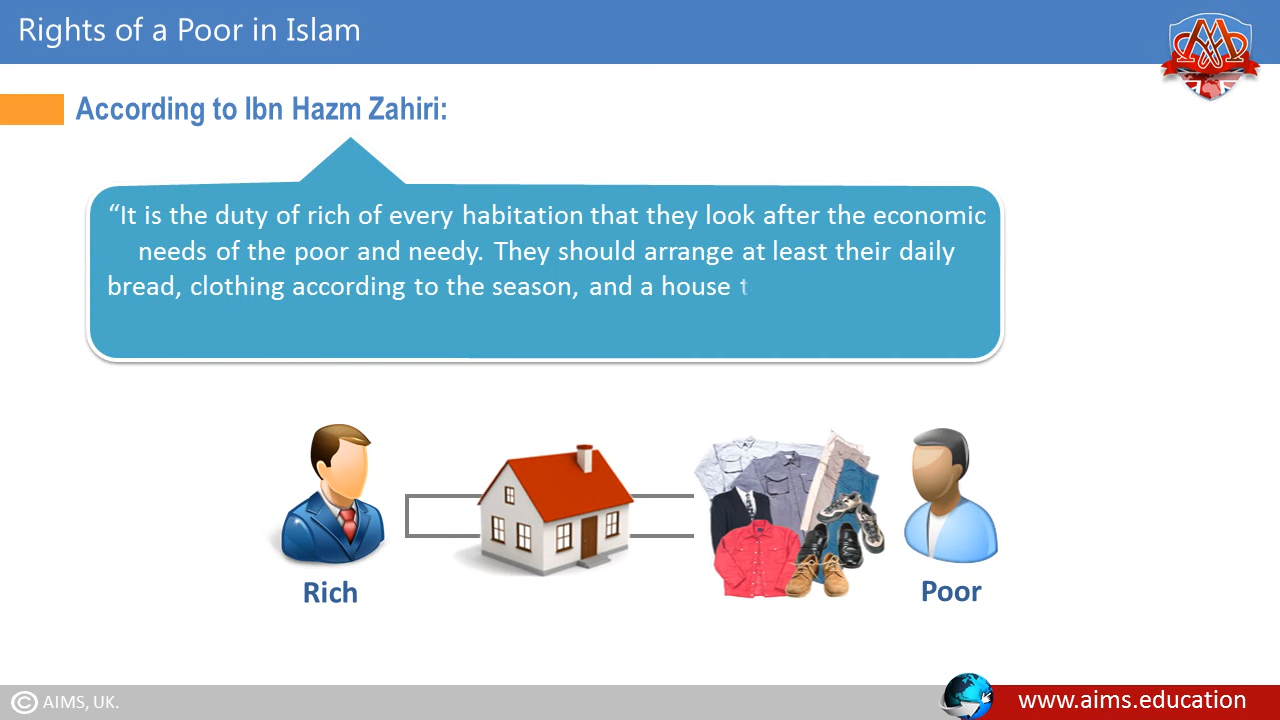 Rights of a Poor in Islam
According to Ibn Hazm Zahiri:
“It is the duty of rich of every habitation that they look after the economic
needs of the poor and needy. They should arrange at least their daily
bread, clothing according to the season, and a house t
Rich
Poor
© AIMS, UK.
www.aims.education